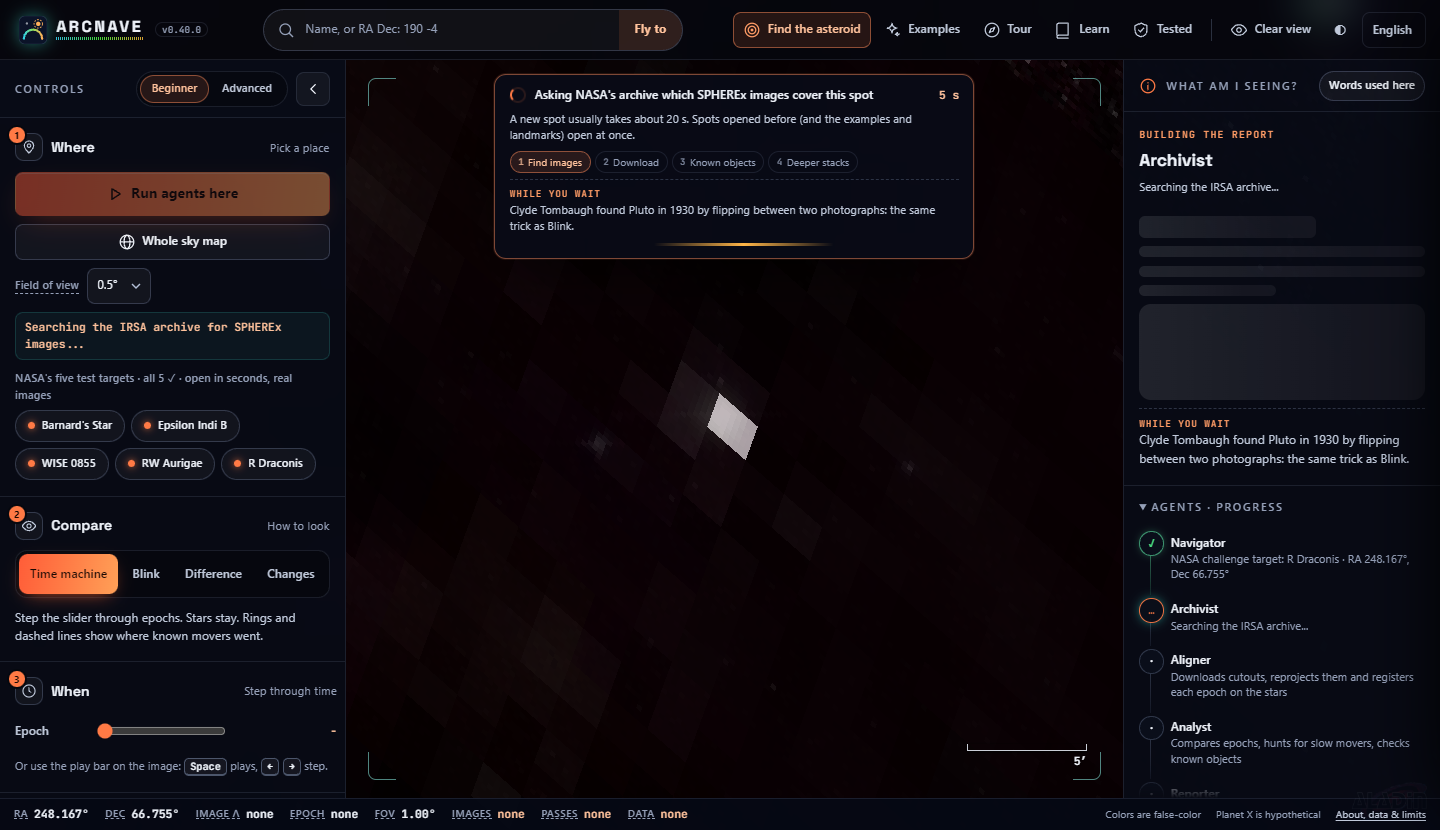 ARCNAVE
v0.40.0
Name, or RA Dec: 190 -4
Fly to
Find the asteroid
Examples
Tour
Learn
Tested
Clear view
English
CONTROLS
Beginner
Advanced
1
Where
Pick a place
Run agents here
Whole sky map
Field of view
0.5°
Searching the IRSA archive for SPHEREx
images...
NASA's five test targets · all 5 ✓ · open in seconds, real
images
Barnard's Star
Epsilon Indi B
WISE 0855
RW Aurigae
R Draconis
2
Compare
How to look
Time machine
Blink
Difference
Changes
Step the slider through epochs. Stars stay. Rings and
dashed lines show where known movers went.
3
When
Step through time
Epoch
-
Or use the play bar on the image: Space plays, ← → step.
Asking NASA's archive which SPHEREx images cover this spot
5 s
A new spot usually takes about 20 s. Spots opened before (and the examples and
landmarks) open at once.
1 Find images
2 Download
3 Known objects
4 Deeper stacks
WHILE YOU WAIT
Clyde Tombaugh found Pluto in 1930 by flipping between two photographs: the same
trick as Blink.
5′
WHAT AM I SEEING?
Words used here
BUILDING THE REPORT
Archivist
Searching the IRSA archive…
WHILE YOU WAIT
Clyde Tombaugh found Pluto in 1930 by flipping
between two photographs: the same trick as Blink.
▼ AGENTS · PROGRESS
✓
Navigator
NASA challenge target: R Draconis · RA 248.167°,
Dec 66.755°
…
Archivist
Searching the IRSA archive…
Aligner
Downloads cutouts, reprojects them and registers
each epoch on the stars
Analyst
Compares epochs, hunts for slow movers, checks
known objects
Reporter
RA 248.167°
DEC 66.755°
IMAGE Λ none
EPOCH none
FOV 1.00°
IMAGES none
PASSES none
DATA none
Colors are false-color
Planet X is hypothetical
About, data & limits